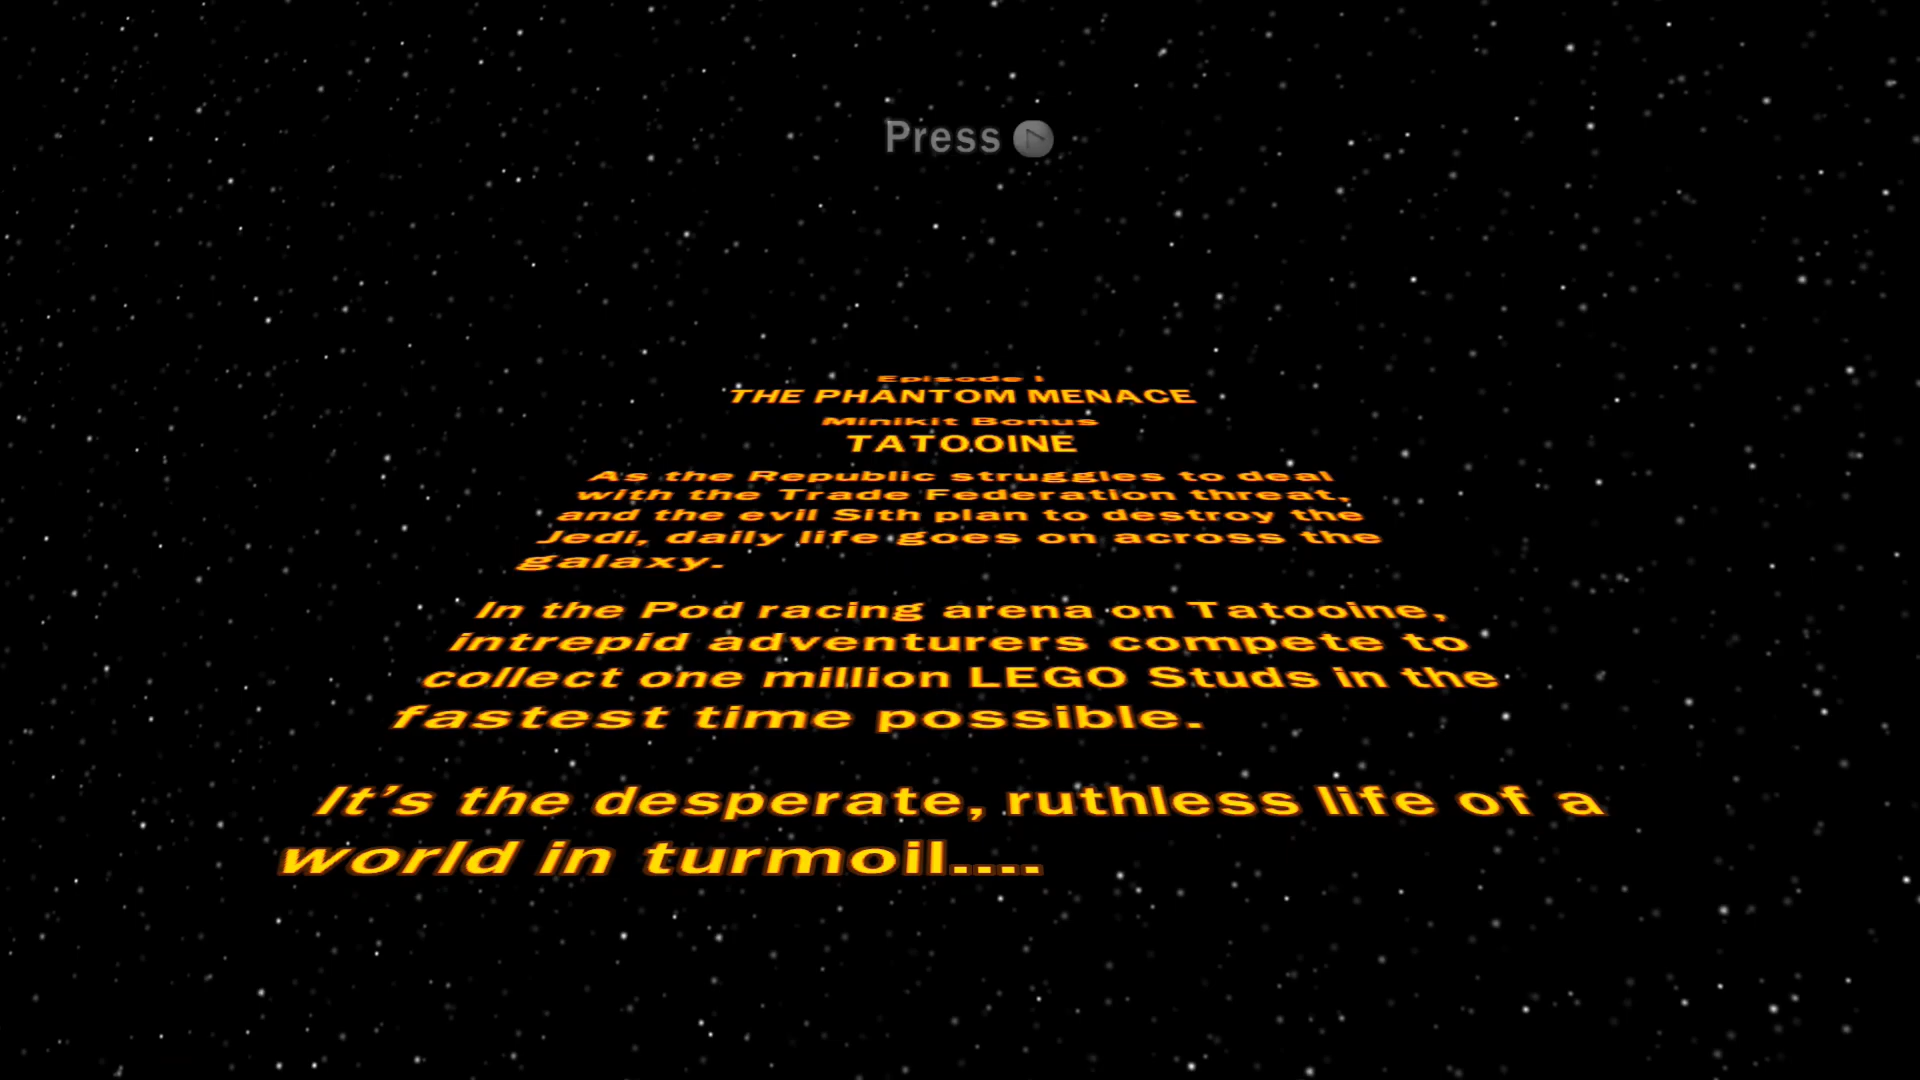 Press
Episode I
THE PHANTOM MENACE
Minikit Bonus
TATOOINE
As the Republic struggles to deal
with the Trade Federation threat,
and the evil Sith plan to destroy the
Jedi, daily life goes on across the
galaxy.
In the Pod racing arena on Tatooine,
intrepid adventurers compete to
collect one million LEGO Studs in the
fastest time possible.
It's the desperate, ruthless life of a
world in turmoil....